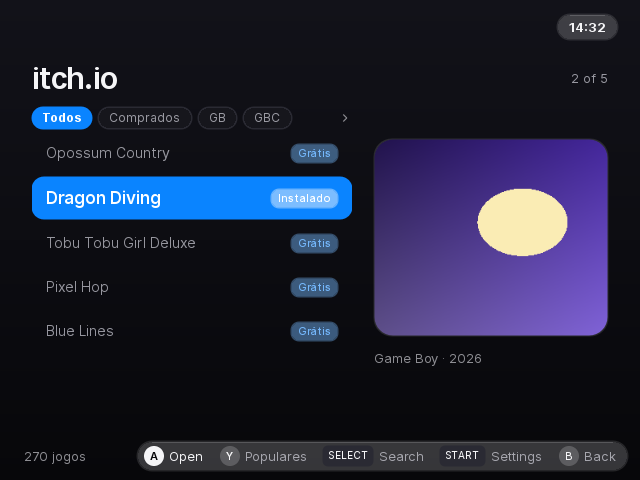 14:32
itch.io
2 of 5
Todos Comprados GB GBC ›
Opossum Country Grátis
Dragon Diving Instalado
Tobu Tobu Girl Deluxe Grátis
Pixel Hop Grátis
Blue Lines Grátis
Game Boy · 2026
270 jogos A Open Y Populares SELECT Search START Settings B Back